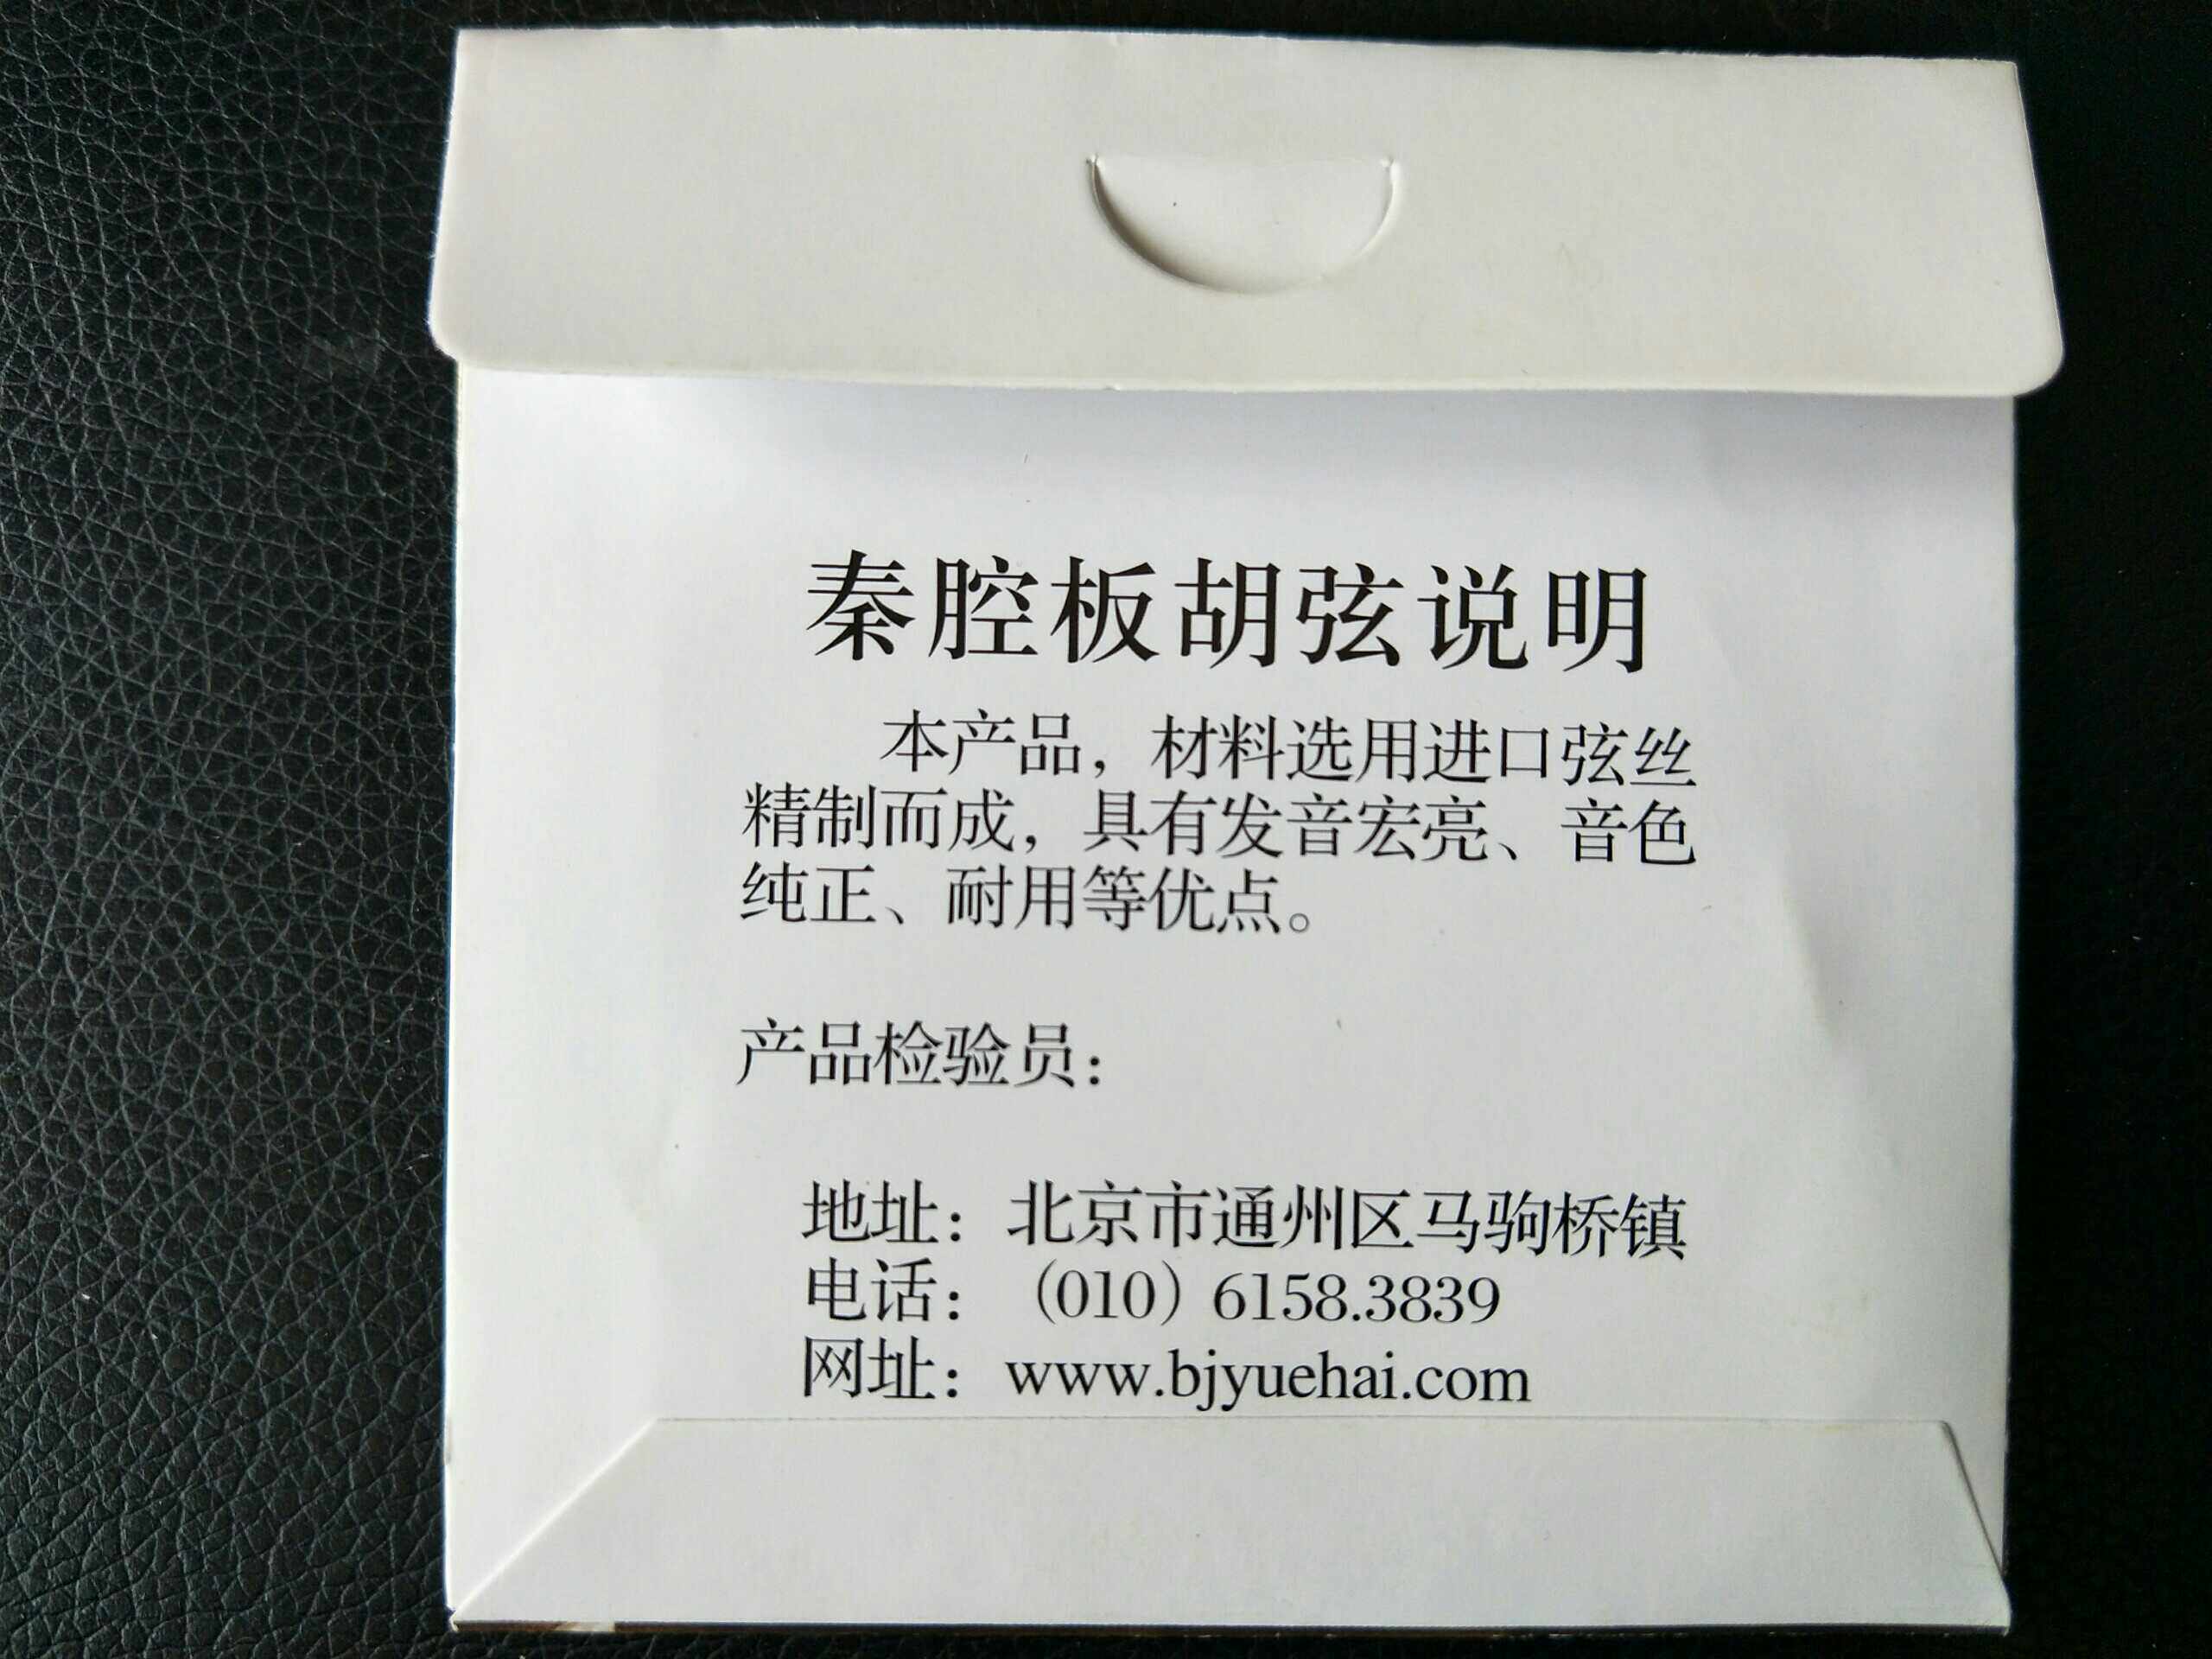 秦腔板胡弦说明
本产品，材料选用进口弦丝
精制而成，具有发音宏亮、音色
纯正、耐用等优点。
产品检验员：
地址：北京市通州区马驹桥镇
电话：（010）6158.3839
网址：www.bjyuehai.com